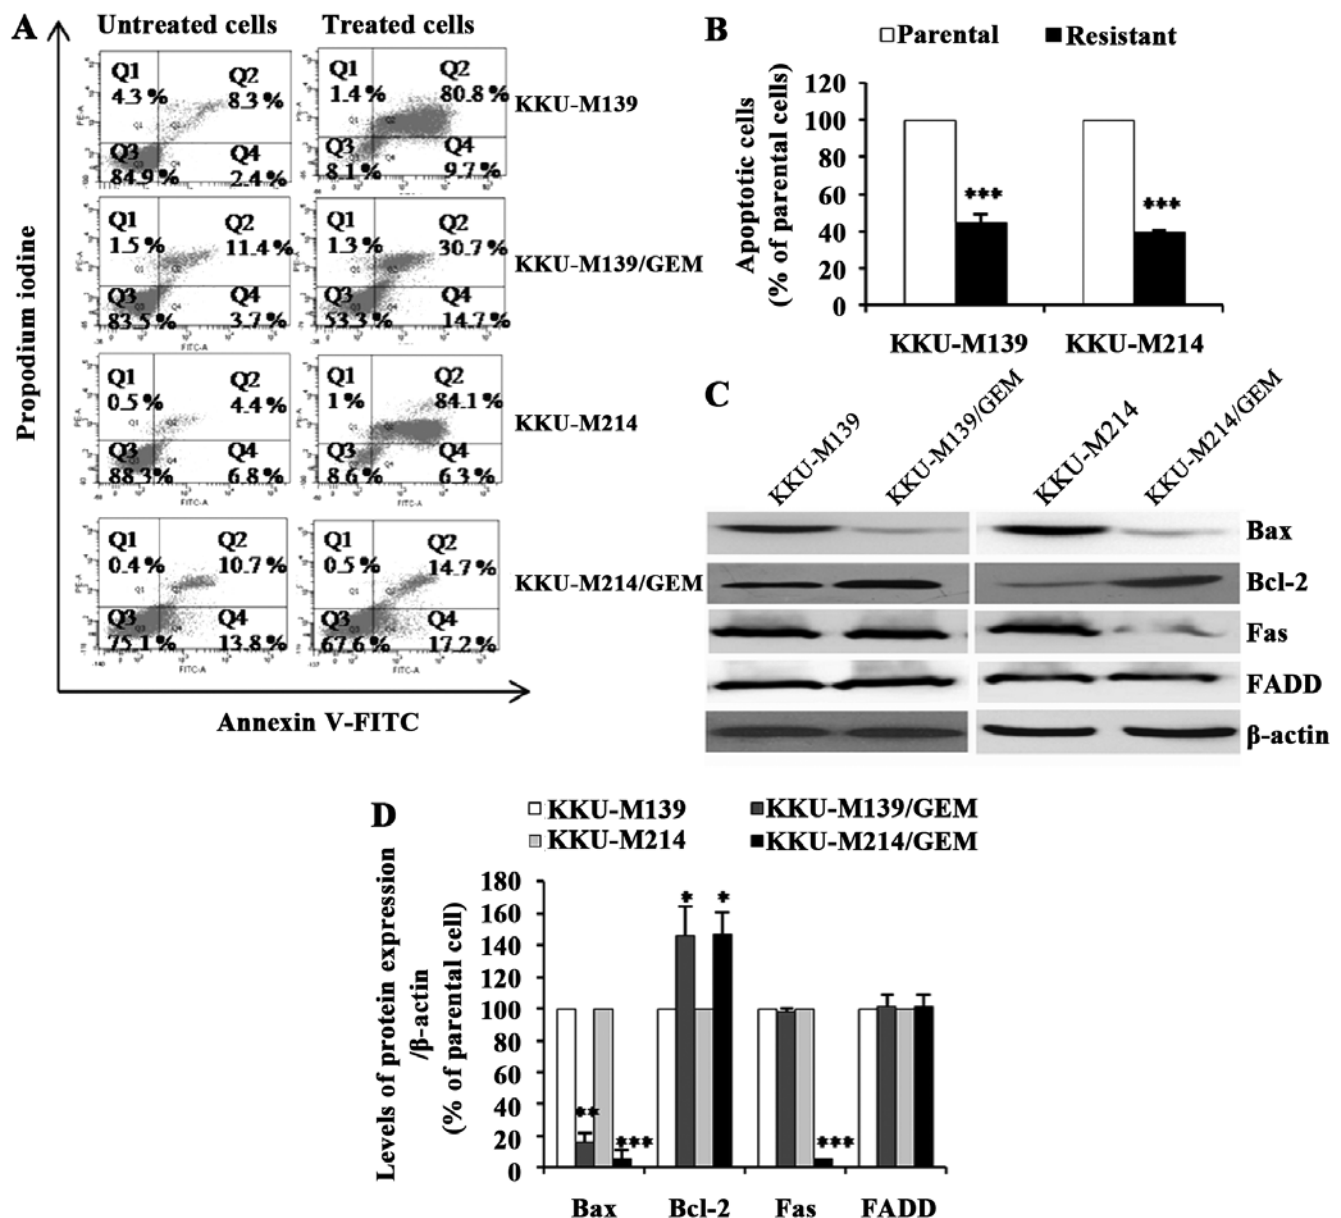 A
Untreated cells Treated cells
Q1 Q2
4.3 % 8.3 %
Q3 Q4
84.9 % 2.4 %
Q1 Q2
1.4 % 80.8 %
Q3 Q4
8.1 % 9.7 %
KKU-M139
Q1 Q2
1.5 % 11.4 %
Q3 Q4
83.5 % 3.7 %
FITC-A
Q1 Q2
1.3 % 30.7 %
Q3 Q4
53.3 % 14.7 %
FITC-A
KKU-M139/GEM
Q1 Q2
0.5 % 4.4 %
Q3 Q4
88.3 % 6.8 %
FITC-A
Q1 Q2
1 % 84.1 %
Q3 Q4
8.6 % 6.3 %
FITC-A
KKU-M214
Q1 Q2
0.4 % 10.7 %
Q3 Q4
75.1 % 13.8 %
FITC-A
Q1 Q2
0.5 % 14.7 %
Q3 Q4
67.6 % 17.2 %
FITC-A
KKU-M214/GEM
Propodium iodine
Annexin V-FITC
B
Parental Resistant
Apoptotic cells
(% of parental cells)
120
100
80
60
40
20
0
***
***
KKU-M139 KKU-M214
C
KKU-M139 KKU-M139/GEM KKU-M214 KKU-M214/GEM
Bax
Bcl-2
Fas
FADD
β-actin
D
KKU-M139 KKU-M139/GEM
KKU-M214 KKU-M214/GEM
Levels of protein expression
/β-actin
(% of parental cell)
180
160
140
120
100
80
60
40
20
0
** ***
* *
***
Bax Bcl-2 Fas FADD